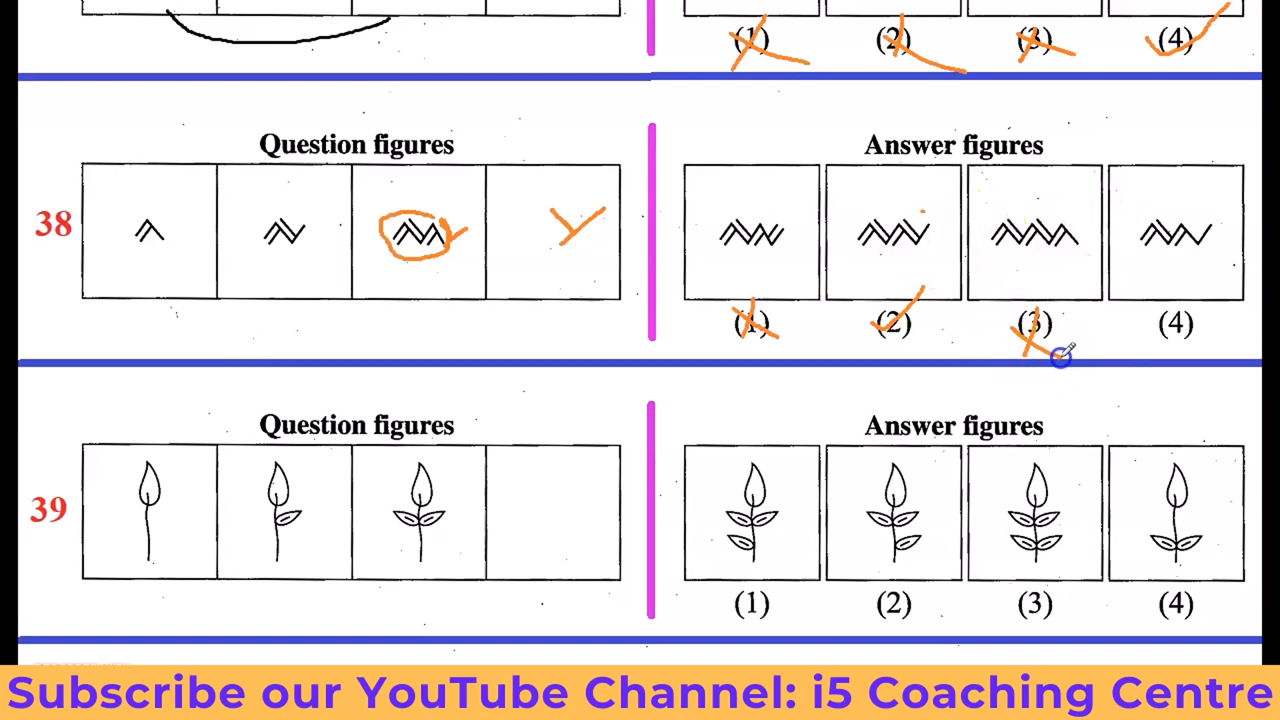 (1) (2) (3) (4)
Question figures Answer figures
38
(1) (2) (3) (4)
Question figures Answer figures
39
(1) (2) (3) (4)
Subscribe our YouTube Channel: i5 Coaching Centre